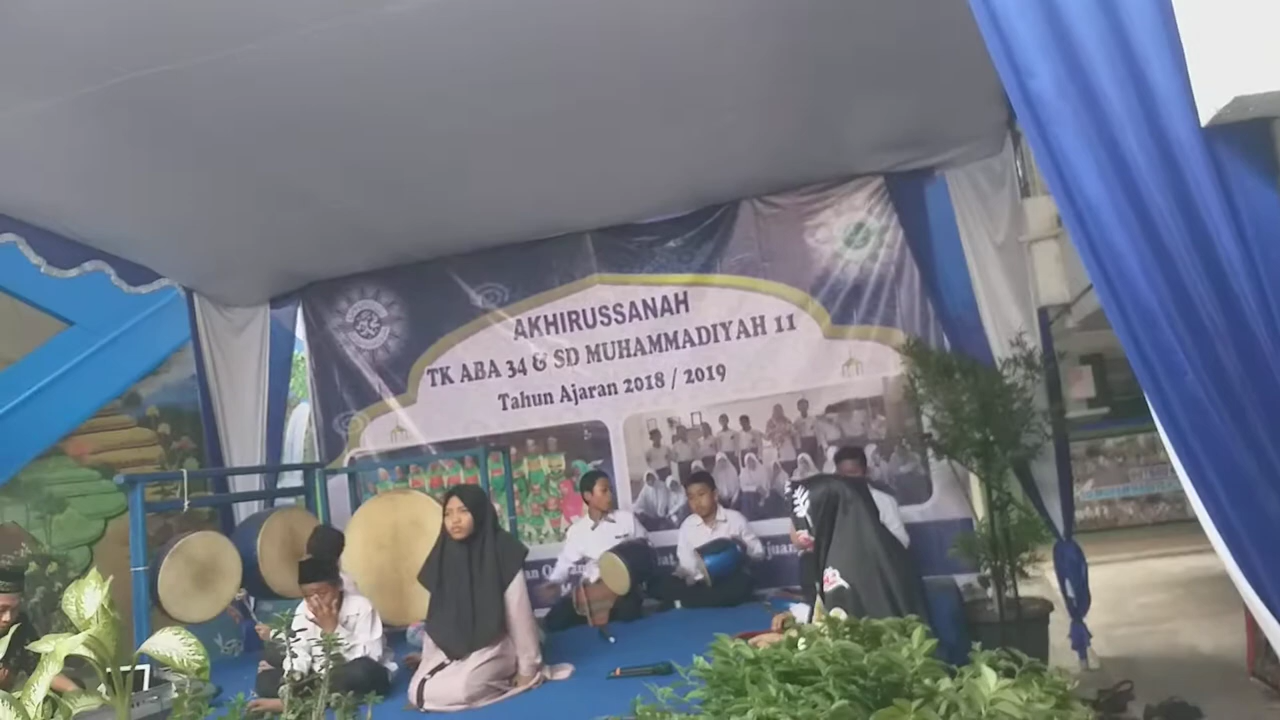 AKHIRUSSANAH
TK ABA 34 & SD MUHAMMADIYAH 11
Tahun Ajaran 2018 / 2019